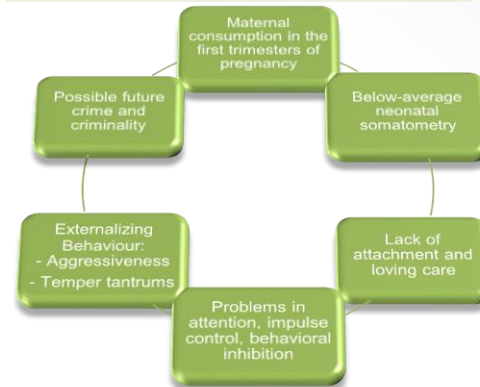 Maternal
consumption in the
first trimesters of
pregnancy
Below-average
neonatal
somatometry
Lack of
attachment and
loving care
Problems in
attention, impulse
control, behavioral
inhibition
Externalizing
Behaviour:
- Aggressiveness
- Temper tantrums
Possible future
crime and
criminality